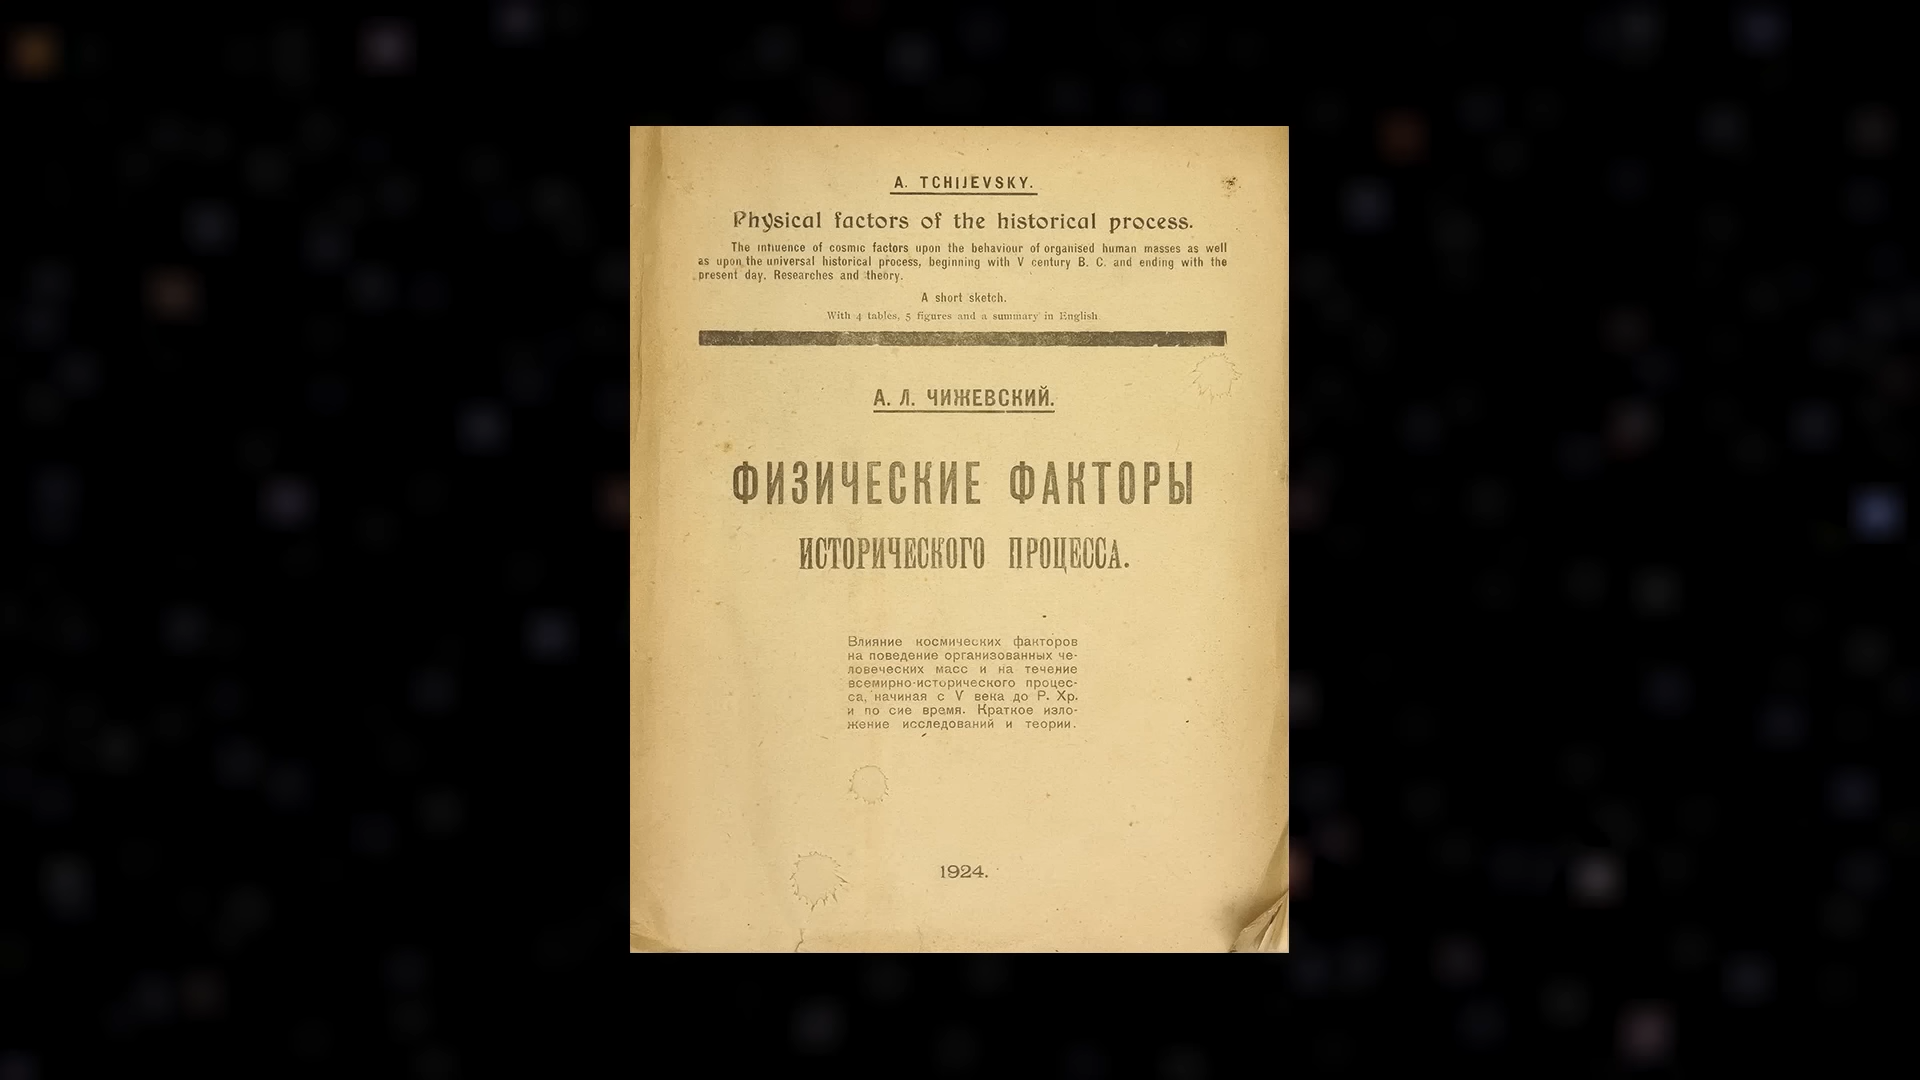 A. TCHIJEVSKY.
Physical factors of the historical process.
The influence of cosmic factors upon the behaviour of organised human masses as well
as upon the universal historical process, beginning with V century B. C. and ending with the
present day. Researches and theory.
A short sketch.
With 4 tables, 5 figures and a summary in English
А. Л. ЧИЖЕВСКИЙ.
ФИЗИЧЕСКИЕ ФАКТОРЫ
ИСТОРИЧЕСКОГО ПРОЦЕССА.
Влияние космических факторов
на поведение организованных че-
ловеческих масс и на течение
всемирно-исторического процес-
са, начиная с V века до Р. Хр.
и по сие время. Краткое изло-
жение исследований и теории.
1924.